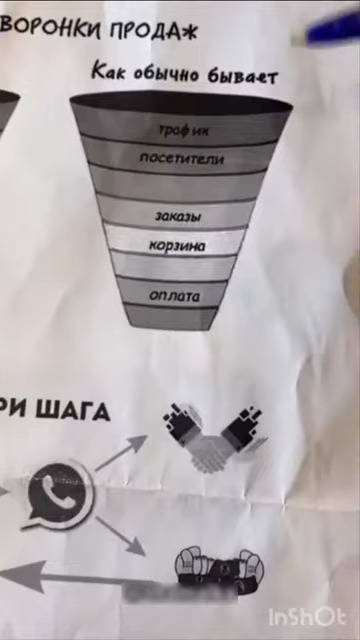 ВОРОНКИ ПРОДАЖ
Как обычно бывает
трафик
посетители
заказы
корзина
оплата
РИ ШАГА
InShOt